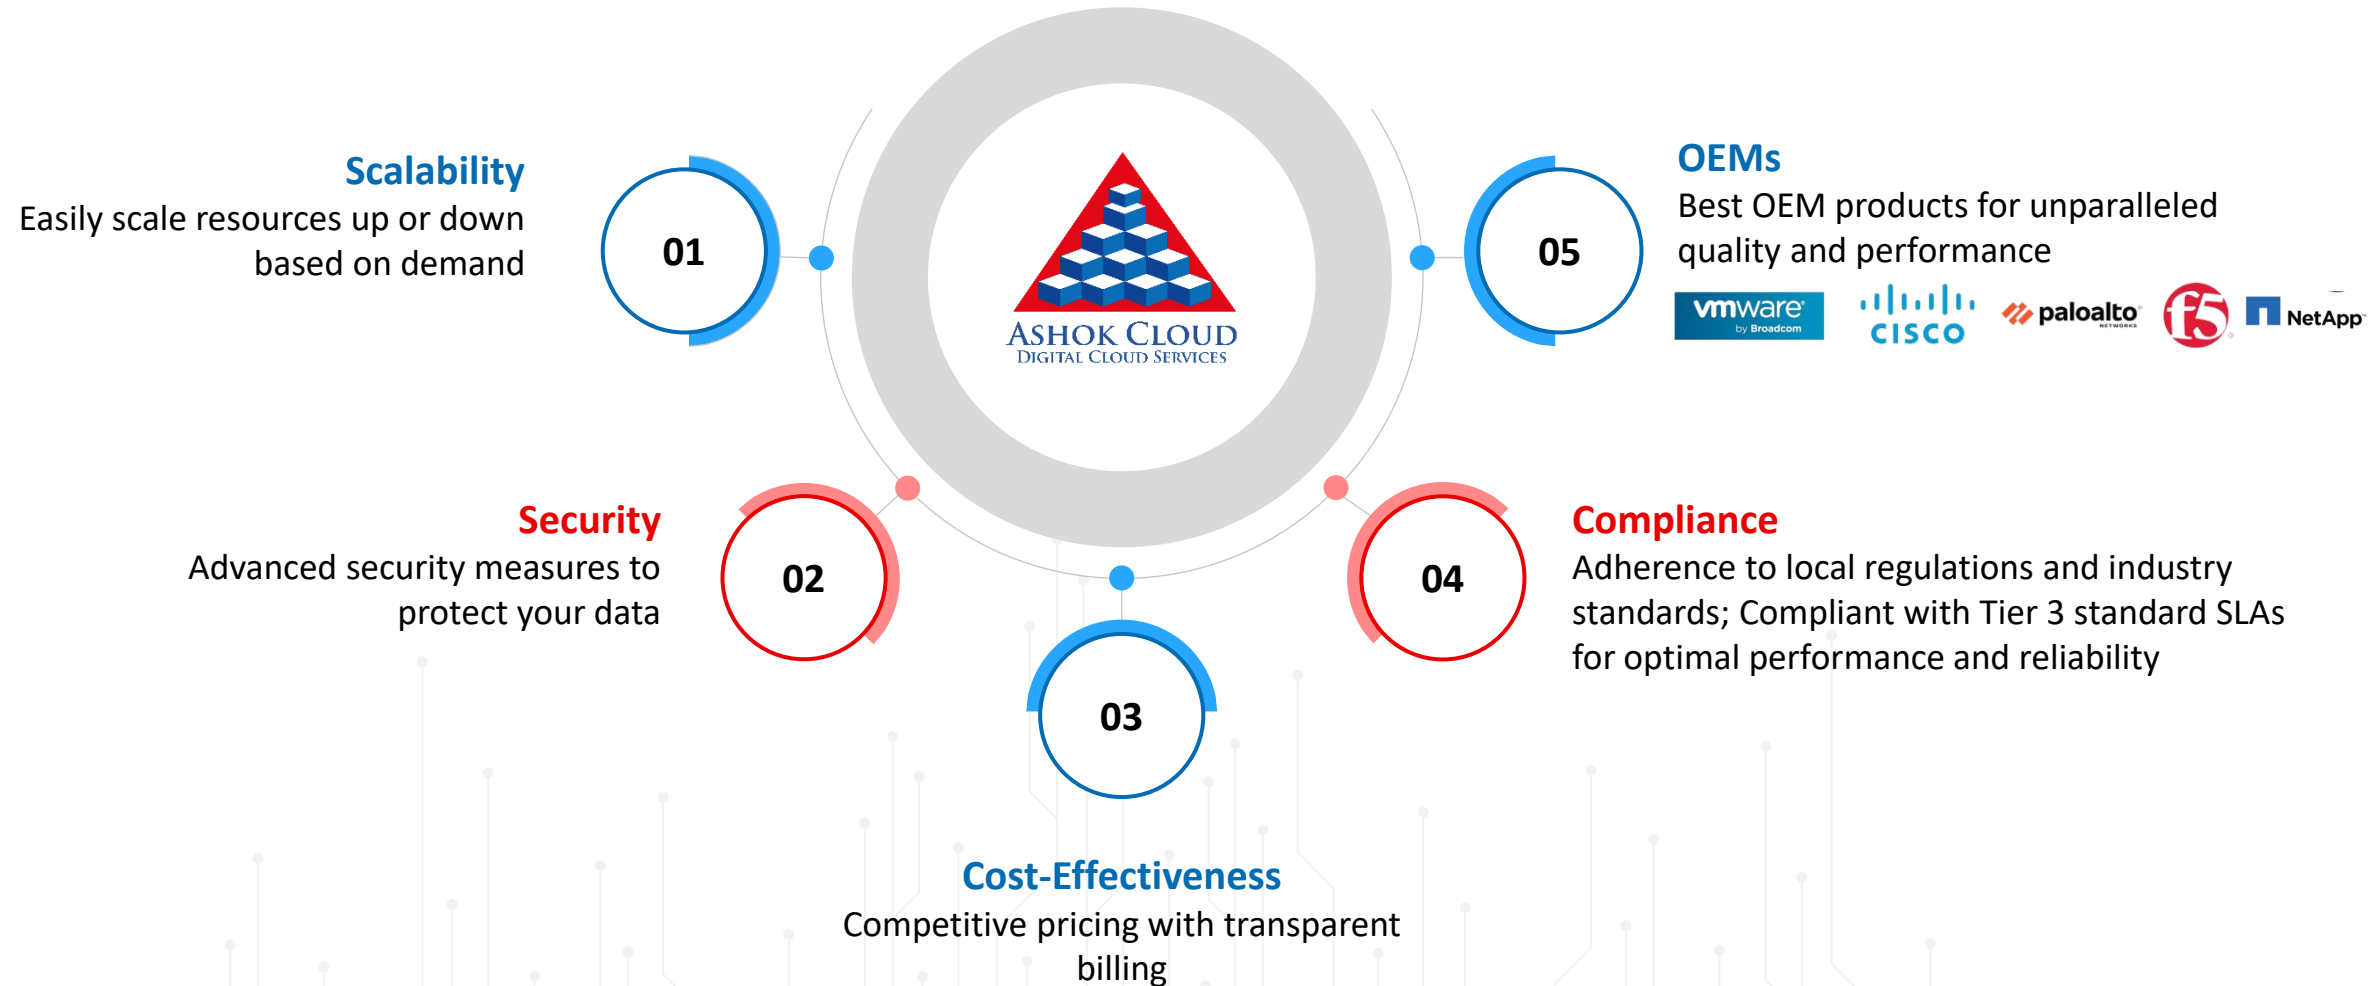 ASHOK CLOUD
DIGITAL CLOUD SERVICES
Scalability
Easily scale resources up or down
based on demand
01
Security
Advanced security measures to
protect your data
02
03
Cost-Effectiveness
Competitive pricing with transparent
billing
04
Compliance
Adherence to local regulations and industry
standards; Compliant with Tier 3 standard SLAs
for optimal performance and reliability
05
OEMs
Best OEM products for unparalleled
quality and performance
vmware®
by Broadcom
CISCO
paloalto
NETWORKS
f5
NetApp